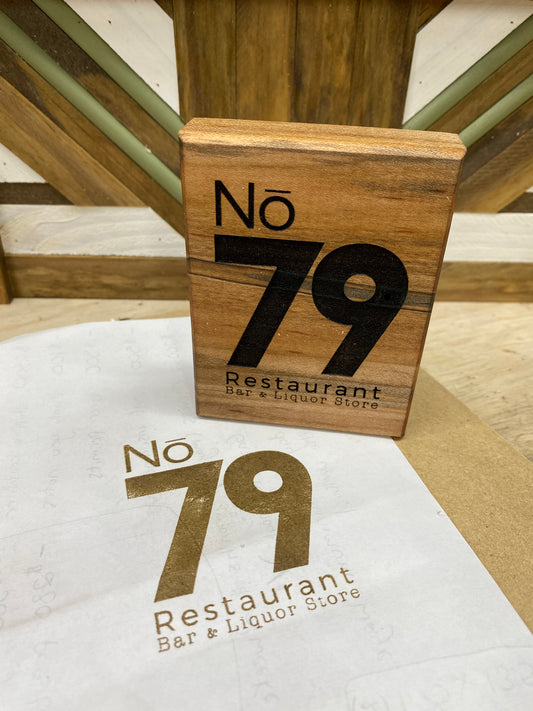 Nō
79
Restaurant
Bar & Liquor Store
Nō
79
Restaurant
Bar & Liquor Store